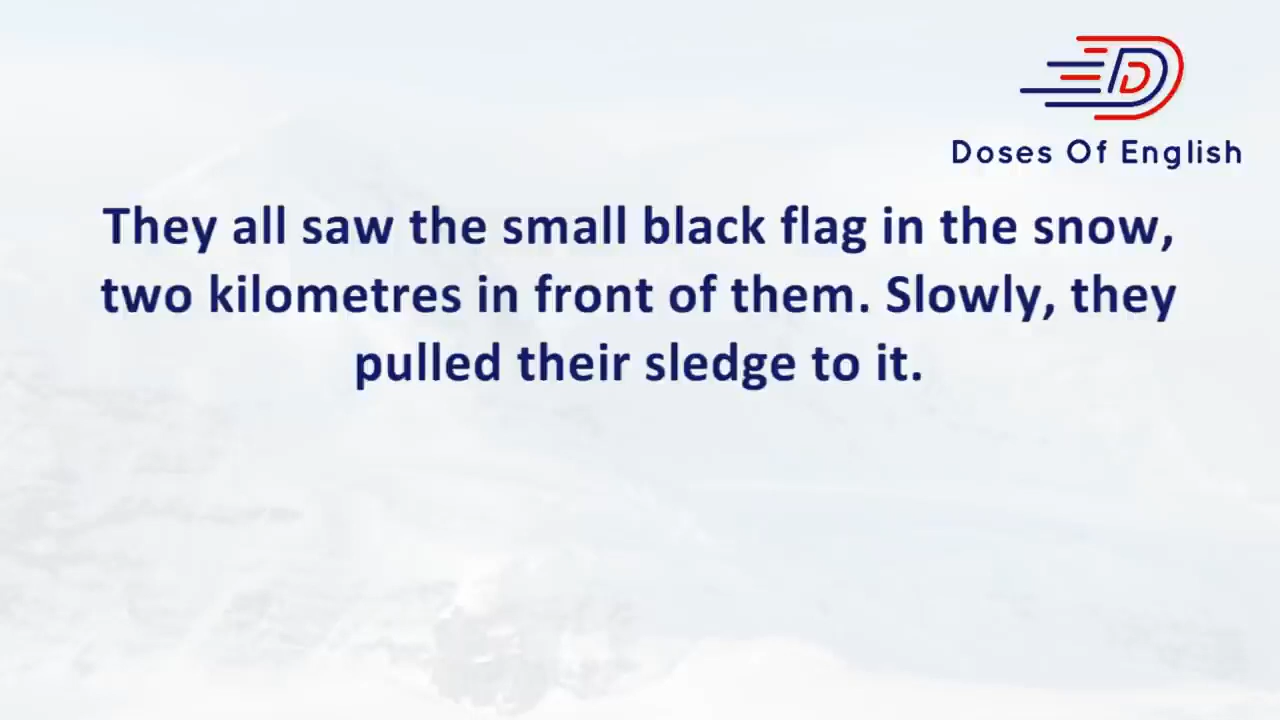 Doses Of English
They all saw the small black flag in the snow,
two kilometres in front of them. Slowly, they
pulled their sledge to it.